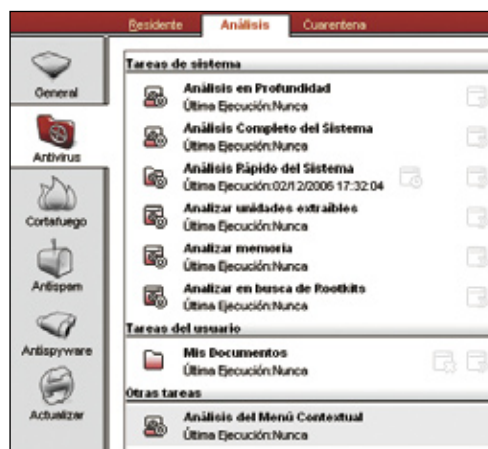 Residente Análisis Cuarentena
General
Antivirus
Cortafuego
Antispam
Antispyware
Actualizar
Tareas de sistema
Análisis en Profundidad
Última Ejecución:Nunca
Análisis Completo del Sistema
Última Ejecución:Nunca
Análisis Rápido del Sistema
Última Ejecución:02/12/2006 17:32:04
Analizar unidades extraíbles
Última Ejecución:Nunca
Analizar memoria
Última Ejecución:Nunca
Analizar en busca de Rootkits
Última Ejecución:Nunca
Tareas del usuario
Mis Documentos
Última Ejecución:Nunca
Otras tareas
Análisis del Menú Contextual
Última Ejecución:Nunca